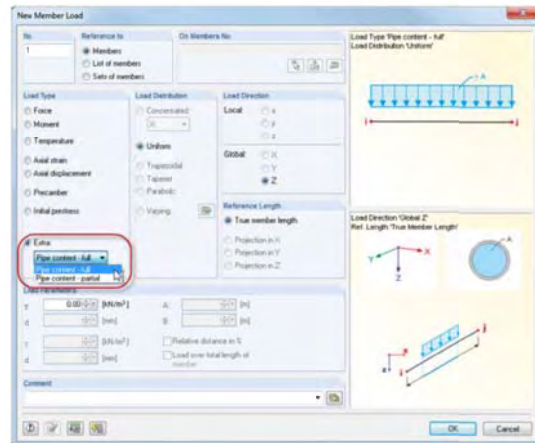 New Member Load
No.
1
Reference to
Members
List of members
Sets of members
On Members No.
Load Type
Force
Moment
Temperature
Axial strain
Axial displacement
Precamber
Initial prestress
Extra:
Pipe content - full
Pipe content - full
Pipe content - partial
Load Distribution
Concentrated:
Uniform
Trapezoidal
Tapered
Parabolic
Varying
Load Direction
Local:
x
y
z
Global:
X
Y
Z
Reference Length
True member length
Projection in X
Projection in Y
Projection in Z
Load Parameters
0.00
[kN/m³]
A:
[m]
d
[mm]
B:
[m]
[kN/m³]
Relative distance in %
d
[mm]
Load over total length of member
Comment
Load Type 'Pipe content - full'
Load Distribution 'Uniform'
A
i
j
Load Direction 'Global Z'
Ref. Length 'True Member Length'
Y
X
Z
A
j
i
z
OK
Cancel